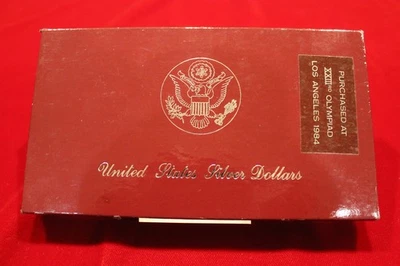 PURCHASED AT
XXIIIRD OLYMPIAD
LOS ANGELES 1984
United States Silver Dollars